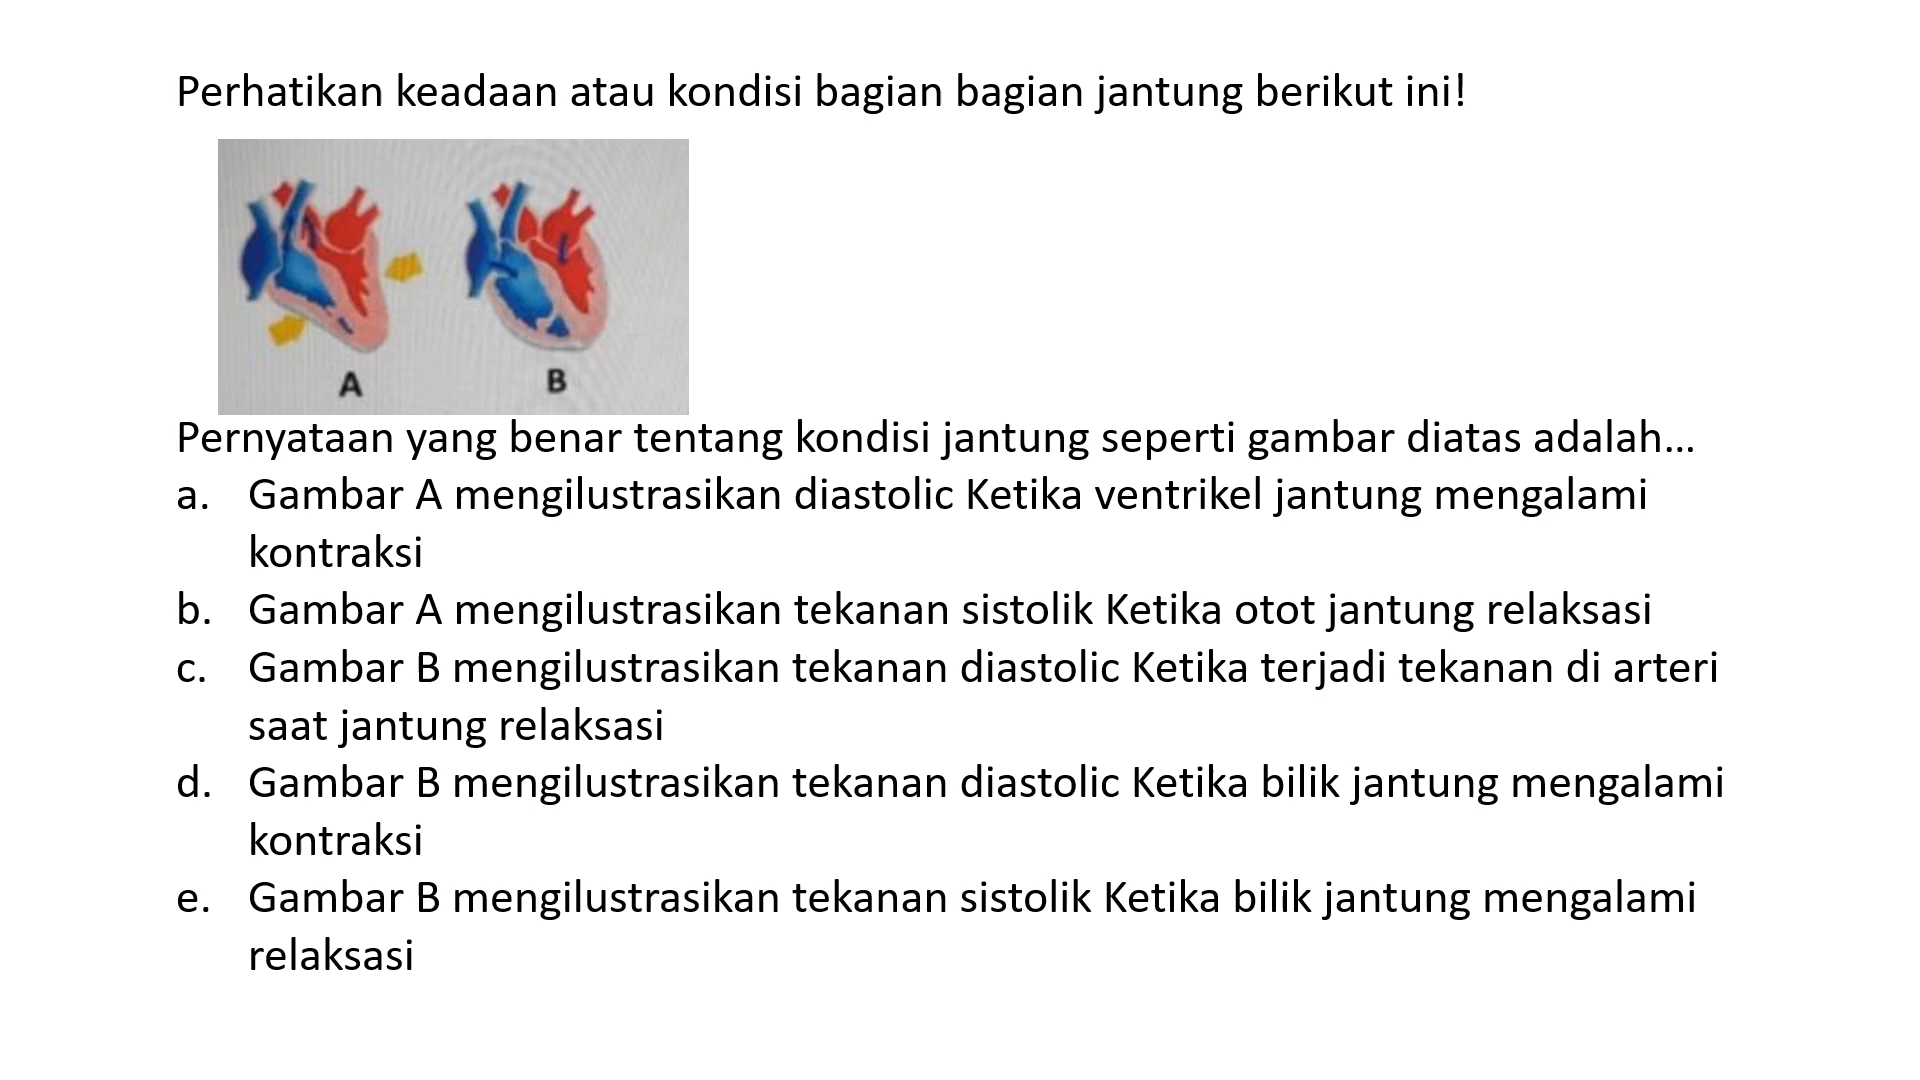 Perhatikan keadaan atau kondisi bagian bagian jantung berikut ini!
A
B
Pernyataan yang benar tentang kondisi jantung seperti gambar diatas adalah...
a. Gambar A mengilustrasikan diastolic Ketika ventrikel jantung mengalami
kontraksi
b. Gambar A mengilustrasikan tekanan sistolik Ketika otot jantung relaksasi
c. Gambar B mengilustrasikan tekanan diastolic Ketika terjadi tekanan di arteri
saat jantung relaksasi
d. Gambar B mengilustrasikan tekanan diastolic Ketika bilik jantung mengalami
kontraksi
e. Gambar B mengilustrasikan tekanan sistolik Ketika bilik jantung mengalami
relaksasi